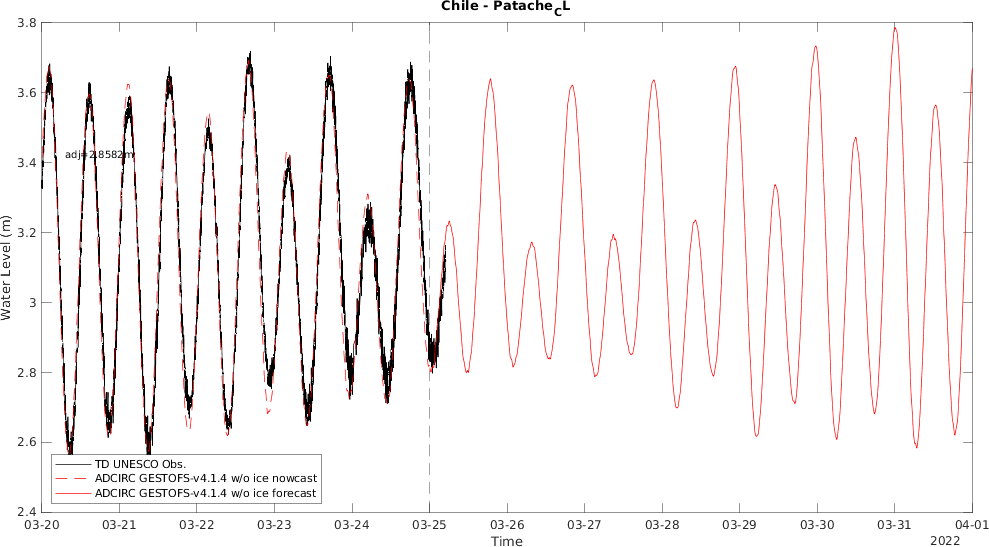 Chile - Patache_CL
3.8
3.6
3.4
3.2
3
2.8
2.6
2.4
Water Level (m)
adj=2.8582m
TD UNESCO Obs.
ADCIRC GESTOFS-v4.1.4 w/o ice nowcast
ADCIRC GESTOFS-v4.1.4 w/o ice forecast
03-20 03-21 03-22 03-23 03-24 03-25 03-26 03-27 03-28 03-29 03-30 03-31 04-01
Time
2022